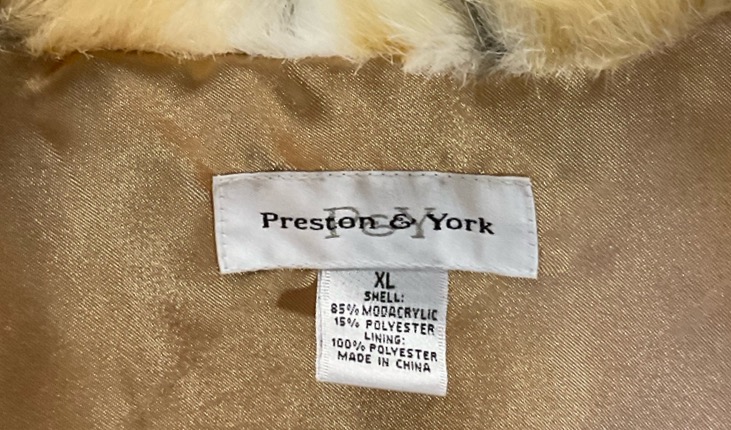 Preston & York
P&Y
XL
SHELL:
85% MODACRYLIC
15% POLYESTER
LINING:
100% POLYESTER
MADE IN CHINA